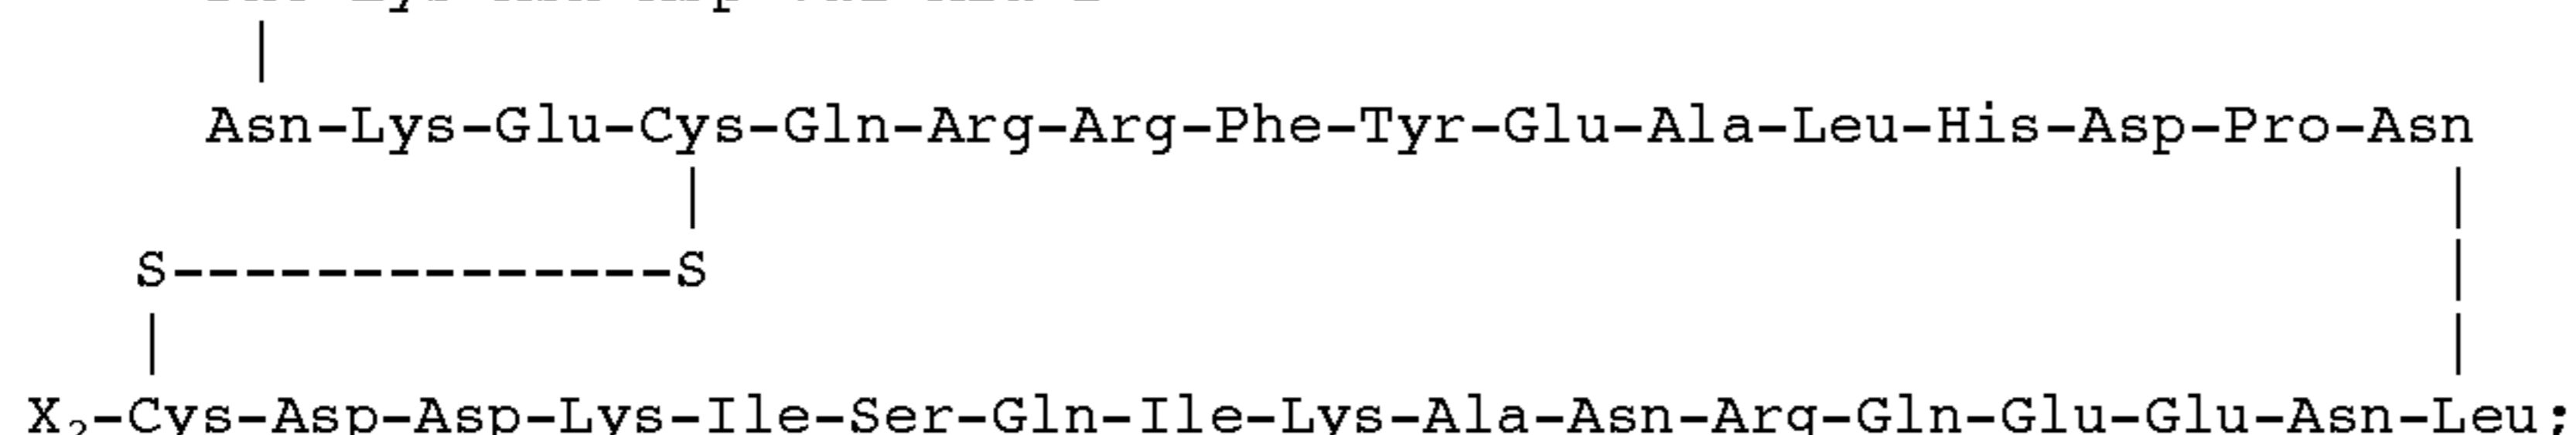 Asn-Lys-Glu-Cys-Gln-Arg-Arg-Phe-Tyr-Glu-Ala-Leu-His-Asp-Pro-Asn
S--------------S
X₂-Cys-Asp-Asp-Lys-Ile-Ser-Gln-Ile-Lys-Ala-Asn-Arg-Gln-Glu-Glu-Asn-Leu;